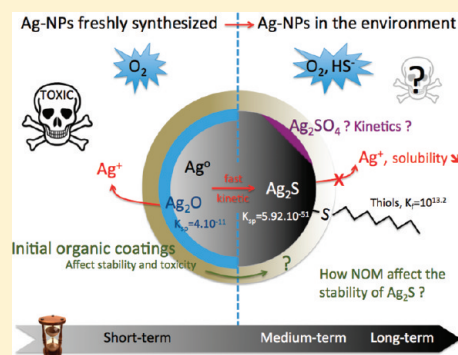 Ag-NPs freshly synthesized
Ag-NPs in the environment
O2
O2, HS-
TOXIC
?
Ag2SO4 ? Kinetics ?
Ag+
Ag°
Ag+, solubility
fast
kinetic
Ag2S
Ag2O
Ksp=4.10-11
Ksp=5.92.10-51
X
S
Thiols, Kf=1013.2
Initial organic coatings
Affect stability and toxicity
?
How NOM affect the
stability of Ag2S ?
Short-term
Medium-term
Long-term